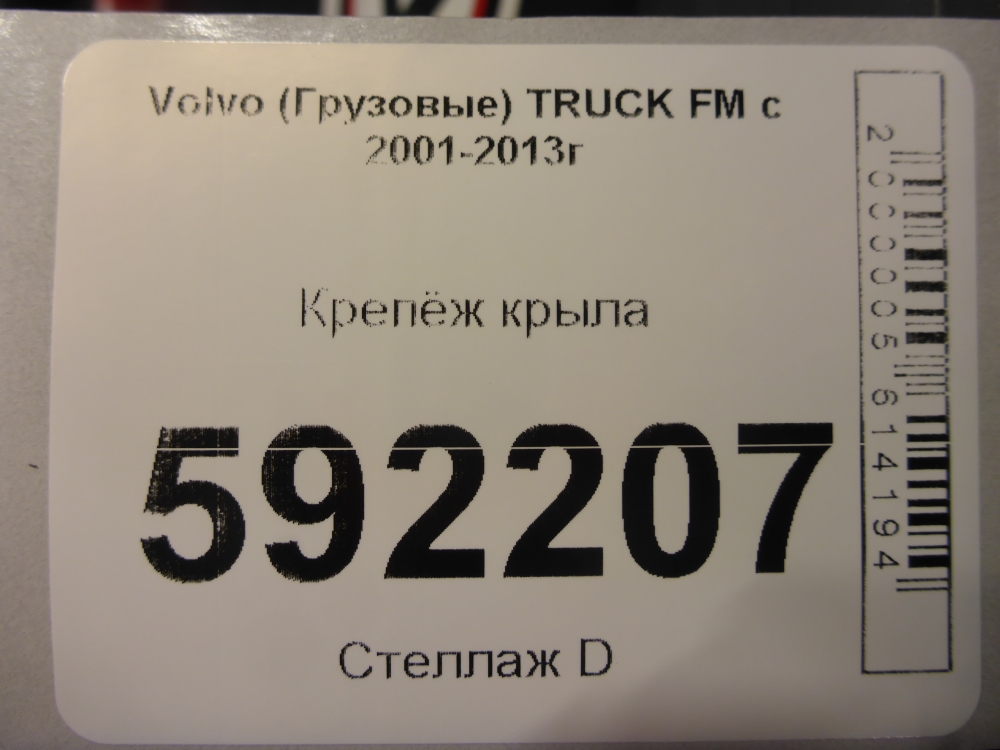 Volvo (Грузовые) TRUCK FM с
2001-2013г
Крепёж крыла
592207
Стеллаж D
2000005614194